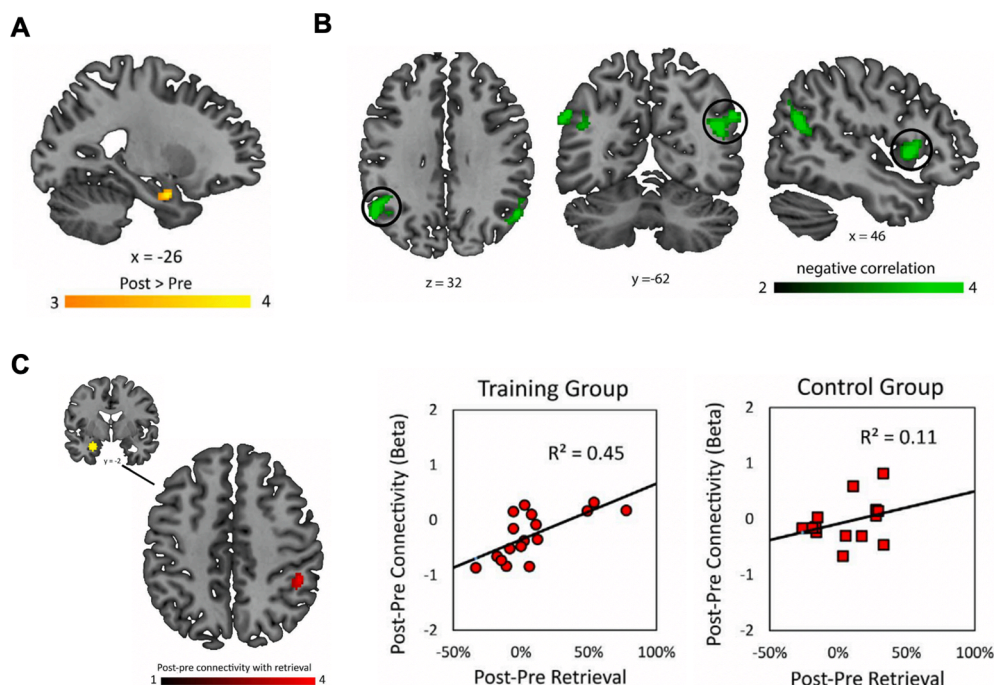 A
B
x = -26
Post > Pre
3 4
z = 32
y=-62
x = 46
negative correlation
2 4
C
y = -2
Post-pre connectivity with retrieval
1 4
Training Group
Post-Pre Connectivity (Beta)
2
1
0
-1
-2
R² = 0.45
-50% 0% 50% 100%
Post-Pre Retrieval
Control Group
Post-Pre Connectivity (Beta)
2
1
0
-1
-2
R² = 0.11
-50% 0% 50% 100%
Post-Pre Retrieval